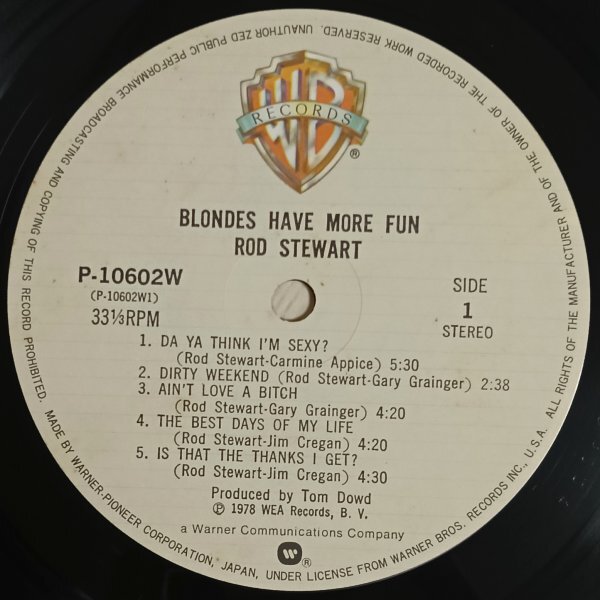 WB
RECORDS
®
BLONDES HAVE MORE FUN
ROD STEWART
P-10602W
(P-10602W1)
33⅓RPM
SIDE
1
STEREO
1. DA YA THINK I'M SEXY?
(Rod Stewart-Carmine Appice) 5:30
2. DIRTY WEEKEND (Rod Stewart-Gary Grainger) 2:38
3. AIN'T LOVE A BITCH
(Rod Stewart-Gary Grainger) 4:20
4. THE BEST DAYS OF MY LIFE
(Rod Stewart-Jim Cregan) 4:20
5. IS THAT THE THANKS I GET?
(Rod Stewart-Jim Cregan) 4:30
Produced by Tom Dowd
Ⓟ 1978 WEA Records, B. V.
a Warner Communications Company
W®
MADE BY WARNER-PIONEER CORPORATION, JAPAN, UNDER LICENSE FROM WARNER BROS. RECORDS INC., U.S.A. ALL RIGHTS OF THE MANUFACTURER AND OF THE OWNER OF THE RECORDED WORK RESERVED. UNAUTHOR ZED PUBLIC PERFORMANCE BROADCASTING AND COPYING OF THIS RECORD PROHIBITED.